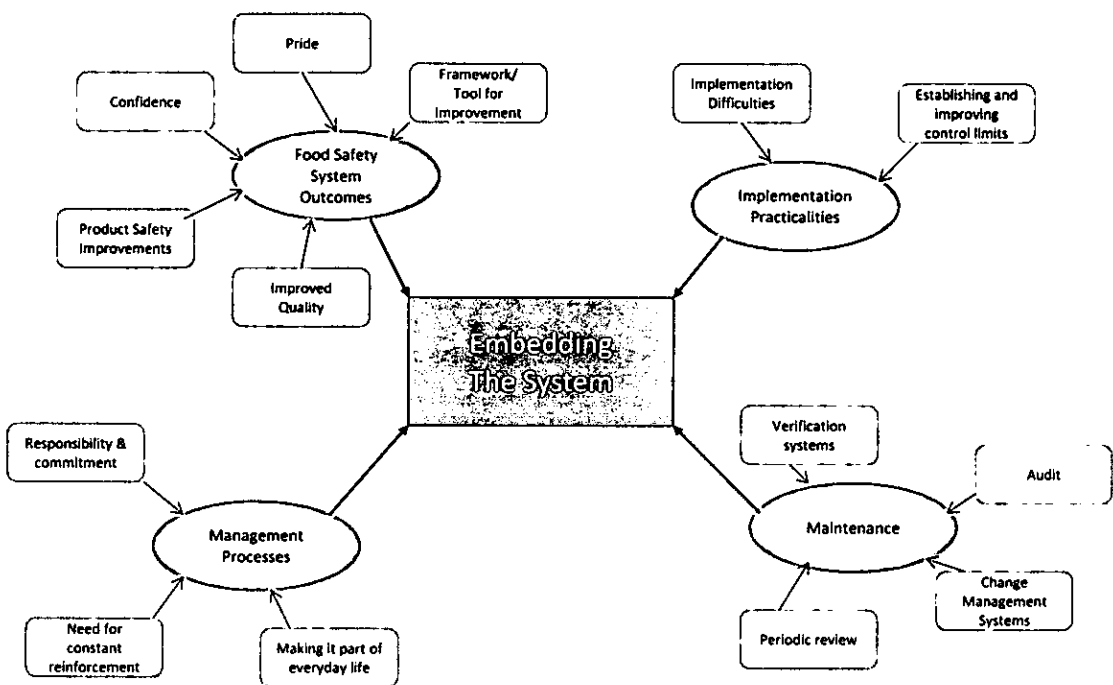 Pride
Confidence
Framework/
Tool for
Improvement
Food Safety
System
Outcomes
Product Safety
Improvements
Improved
Quality
Implementation
Difficulties
Establishing and
improving
control limits
Implementation
Practicalities
Embedding
The System
Responsibility &
commitment
Management
Processes
Need for
constant
reinforcement
Making it part of
everyday life
Verification
systems
Audit
Maintenance
Change
Management
Systems
Periodic review